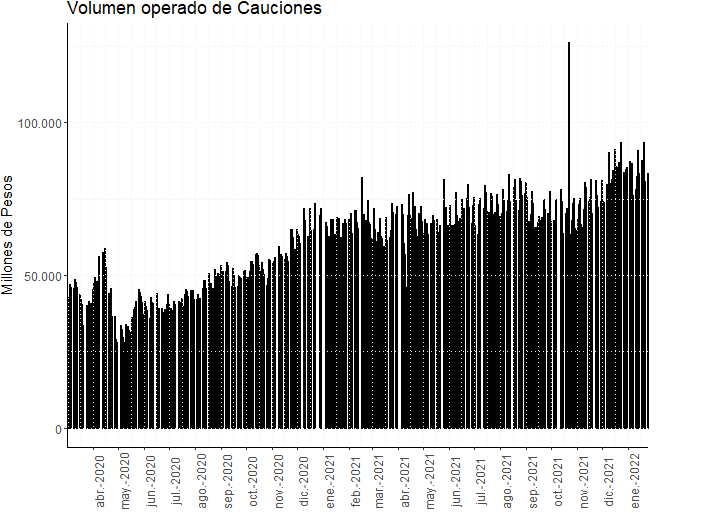 Volumen operado de Cauciones
Millones de Pesos
100.000
50.000
0
abr.-2020
may.-2020
jun.-2020
jul.-2020
ago.-2020
sep.-2020
oct.-2020
nov.-2020
dic.-2020
ene.-2021
feb.-2021
mar.-2021
abr.-2021
may.-2021
jun.-2021
jul.-2021
ago.-2021
sep.-2021
oct.-2021
nov.-2021
dic.-2021
ene.-2022